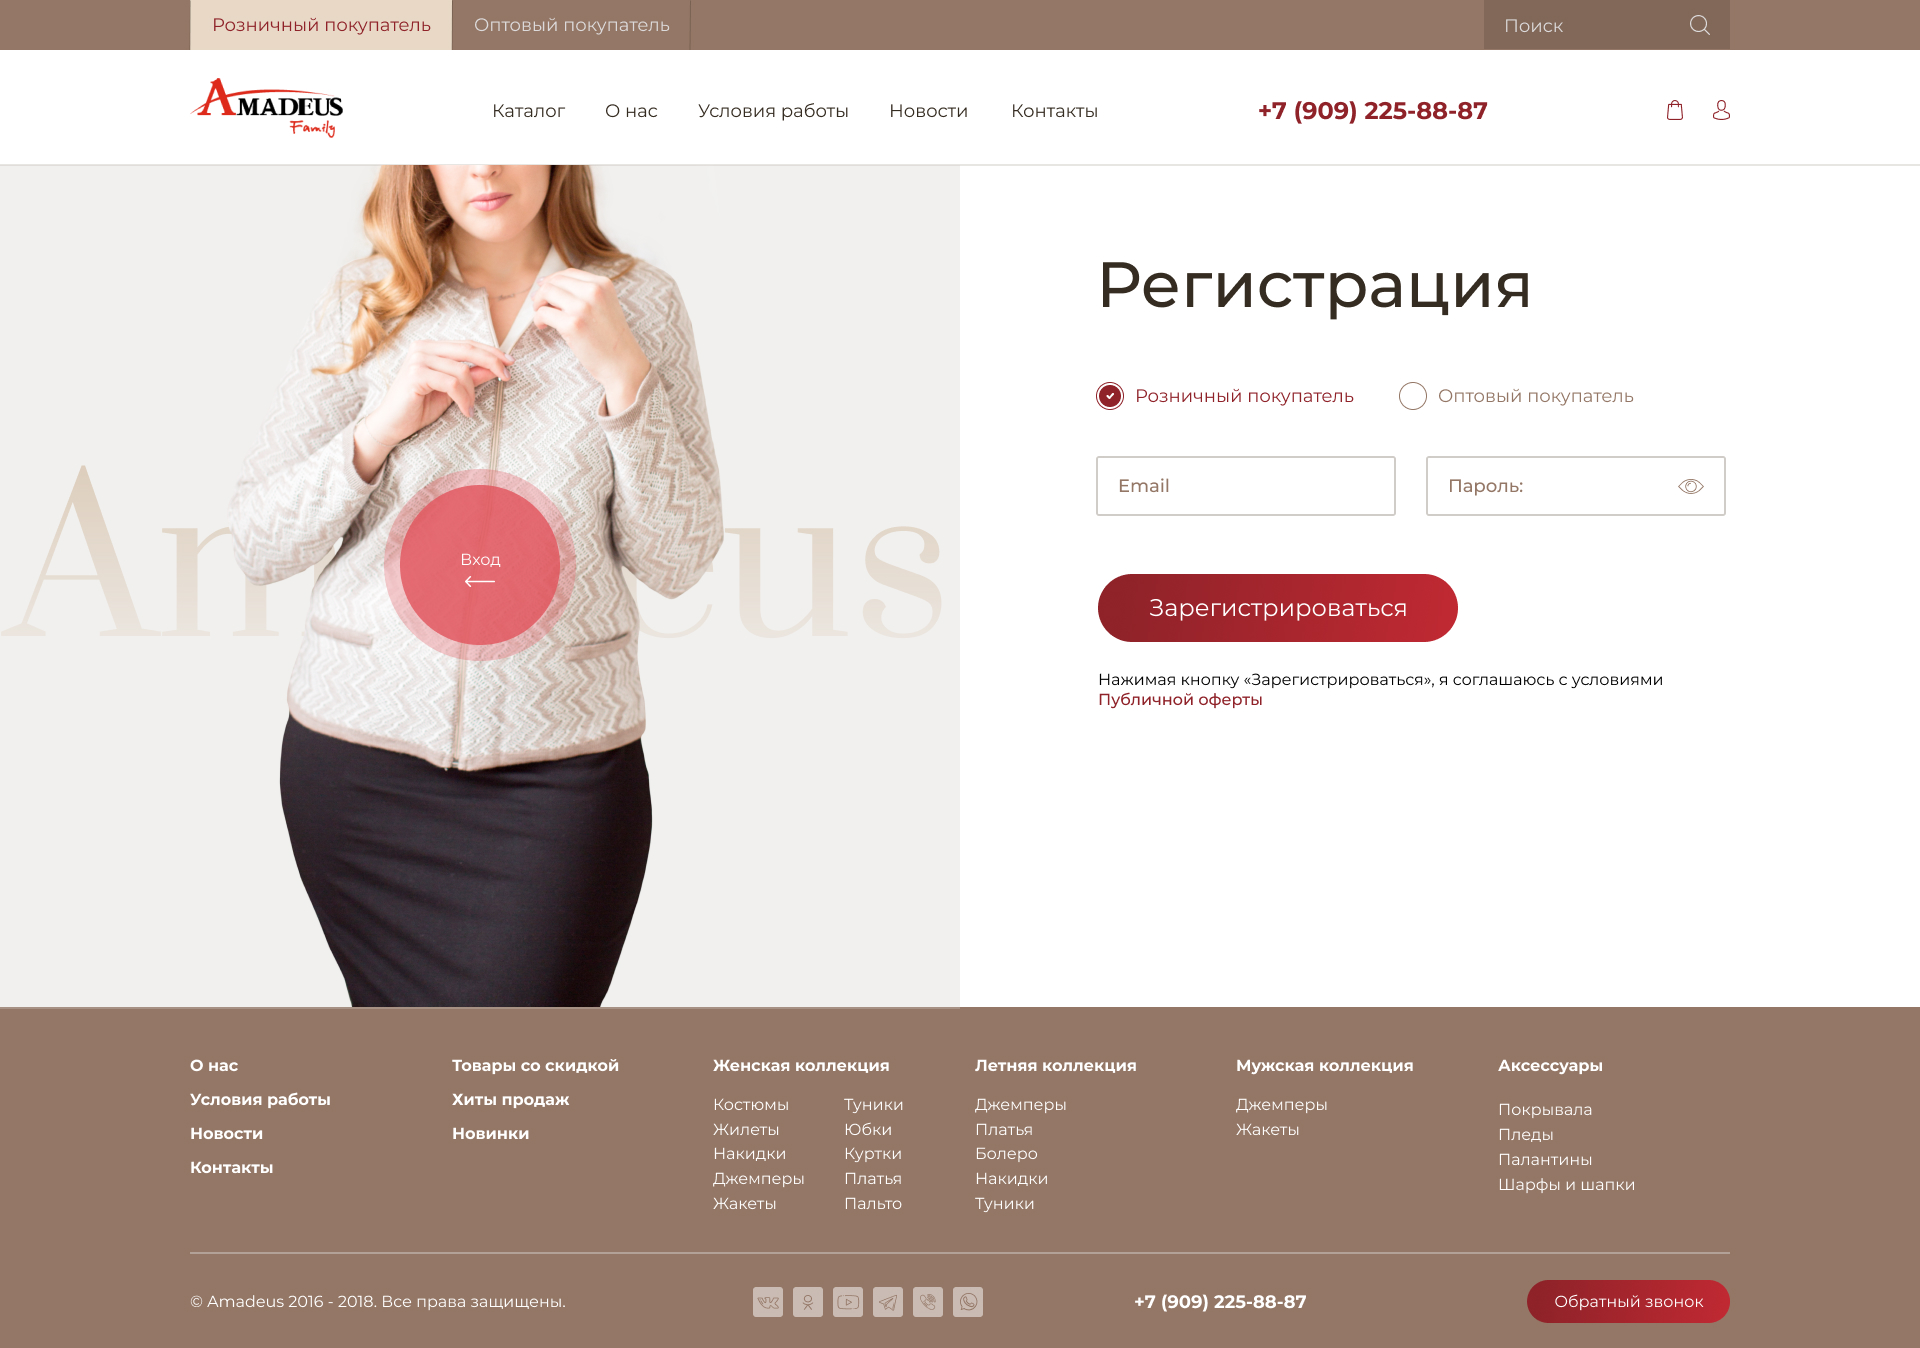 Розничный покупатель
Оптовый покупатель
Поиск
AMADEUS
Family
Каталог
О нас
Условия работы
Новости
Контакты
+7 (909) 225-88-87
Регистрация
Розничный покупатель
Оптовый покупатель
Email
Пароль:
Вход
Зарегистрироваться
Нажимая кнопку «Зарегистрироваться», я соглашаюсь с условиями
Публичной оферты
О нас
Условия работы
Новости
Контакты
Товары со скидкой
Хиты продаж
Новинки
Женская коллекция
Костюмы
Жилеты
Накидки
Джемперы
Жакеты
Туники
Юбки
Куртки
Платья
Пальто
Летняя коллекция
Джемперы
Платья
Болеро
Накидки
Туники
Мужская коллекция
Джемперы
Жакеты
Аксессуары
Покрывала
Пледы
Палантины
Шарфы и шапки
© Amadeus 2016 - 2018. Все права защищены.
+7 (909) 225-88-87
Обратный звонок